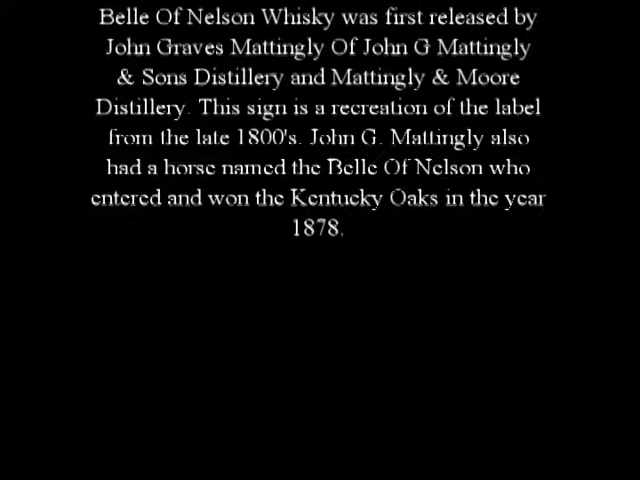 Belle Of Nelson Whisky was first released by
John Graves Mattingly Of John G Mattingly
& Sons Distillery and Mattingly & Moore
Distillery. This sign is a recreation of the label
from the late 1800's. John G. Mattingly also
had a horse named the Belle Of Nelson who
entered and won the Kentucky Oaks in the year
1878.